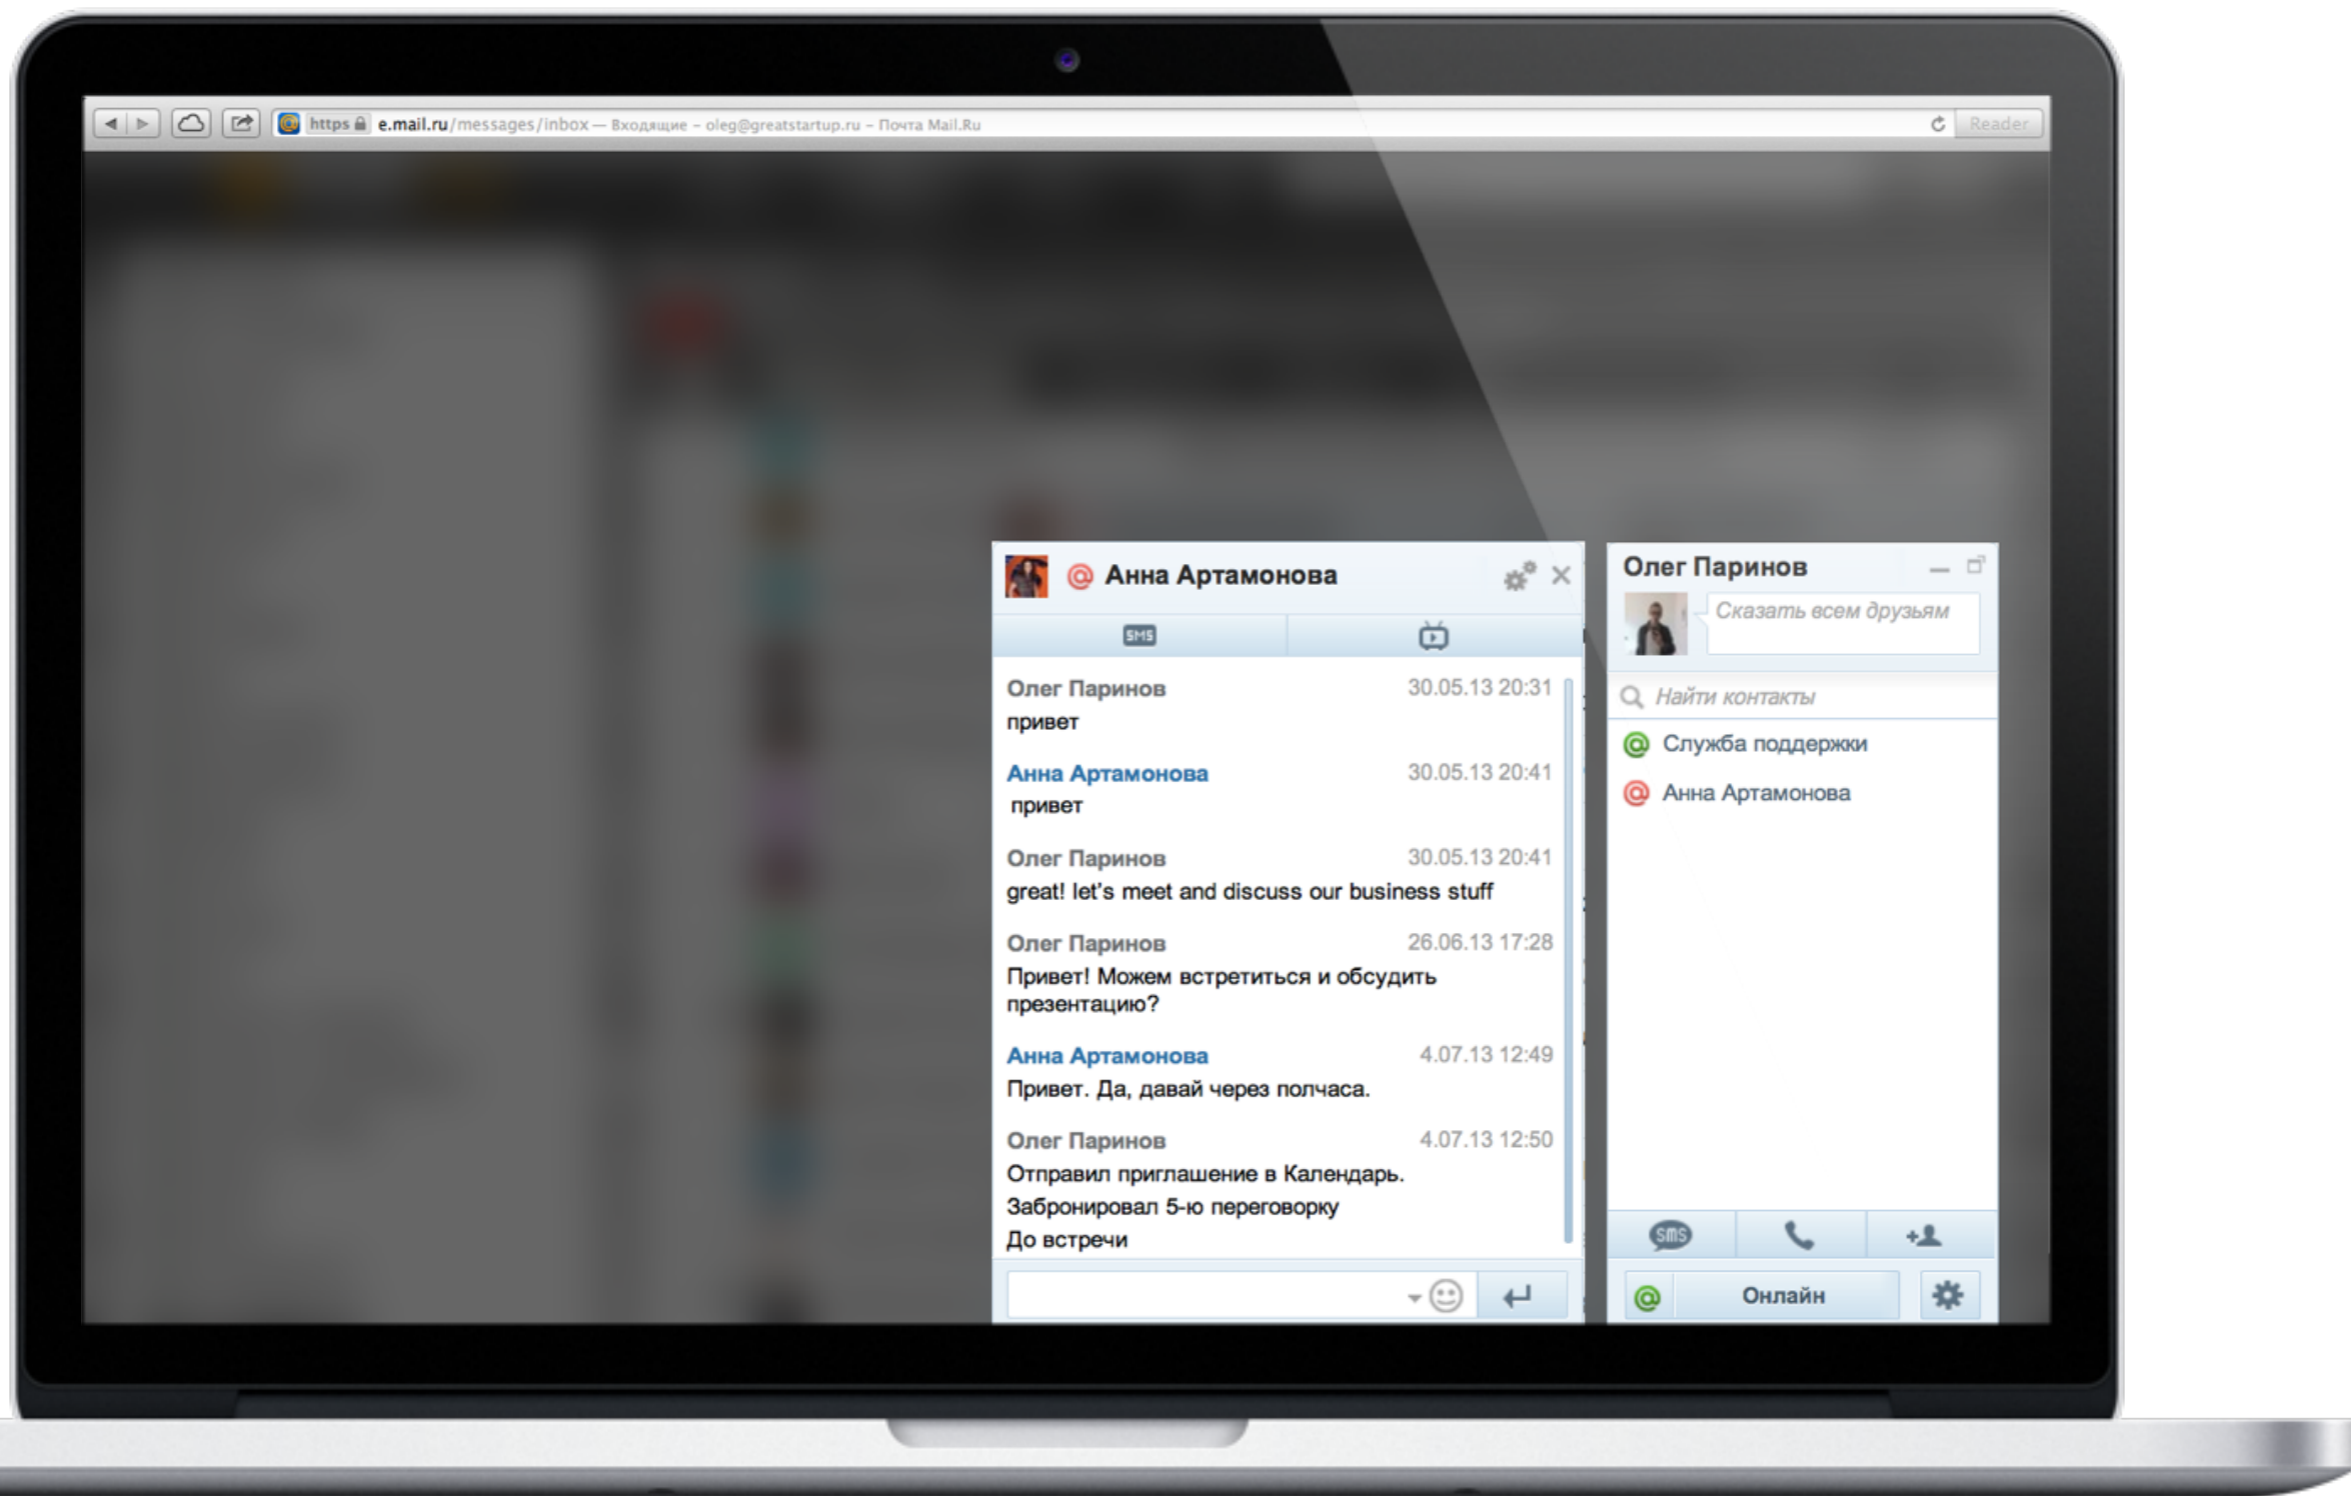 https e.mail.ru/messages/inbox — Входящие – oleg@greatstartup.ru – Почта Mail.Ru
Reader
Анна Артамонова
SMS
Олег Паринов 30.05.13 20:31
привет
Анна Артамонова 30.05.13 20:41
привет
Олег Паринов 30.05.13 20:41
great! let's meet and discuss our business stuff
Олег Паринов 26.06.13 17:28
Привет! Можем встретиться и обсудить
презентацию?
Анна Артамонова 4.07.13 12:49
Привет. Да, давай через полчаса.
Олег Паринов 4.07.13 12:50
Отправил приглашение в Календарь.
Забронировал 5-ю переговорку
До встречи
Олег Паринов
Сказать всем друзьям
Найти контакты
Служба поддержки
Анна Артамонова
SMS
Онлайн